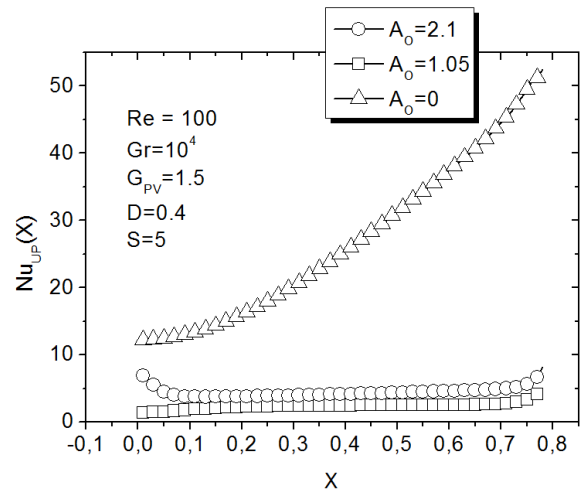 A_O=2.1
A_O=1.05
A_O=0
Re = 100
Gr=10^4
G_PV=1.5
D=0.4
S=5
Nu_UP(X)
50
40
30
20
10
0
-0,1 0,0 0,1 0,2 0,3 0,4 0,5 0,6 0,7 0,8
X